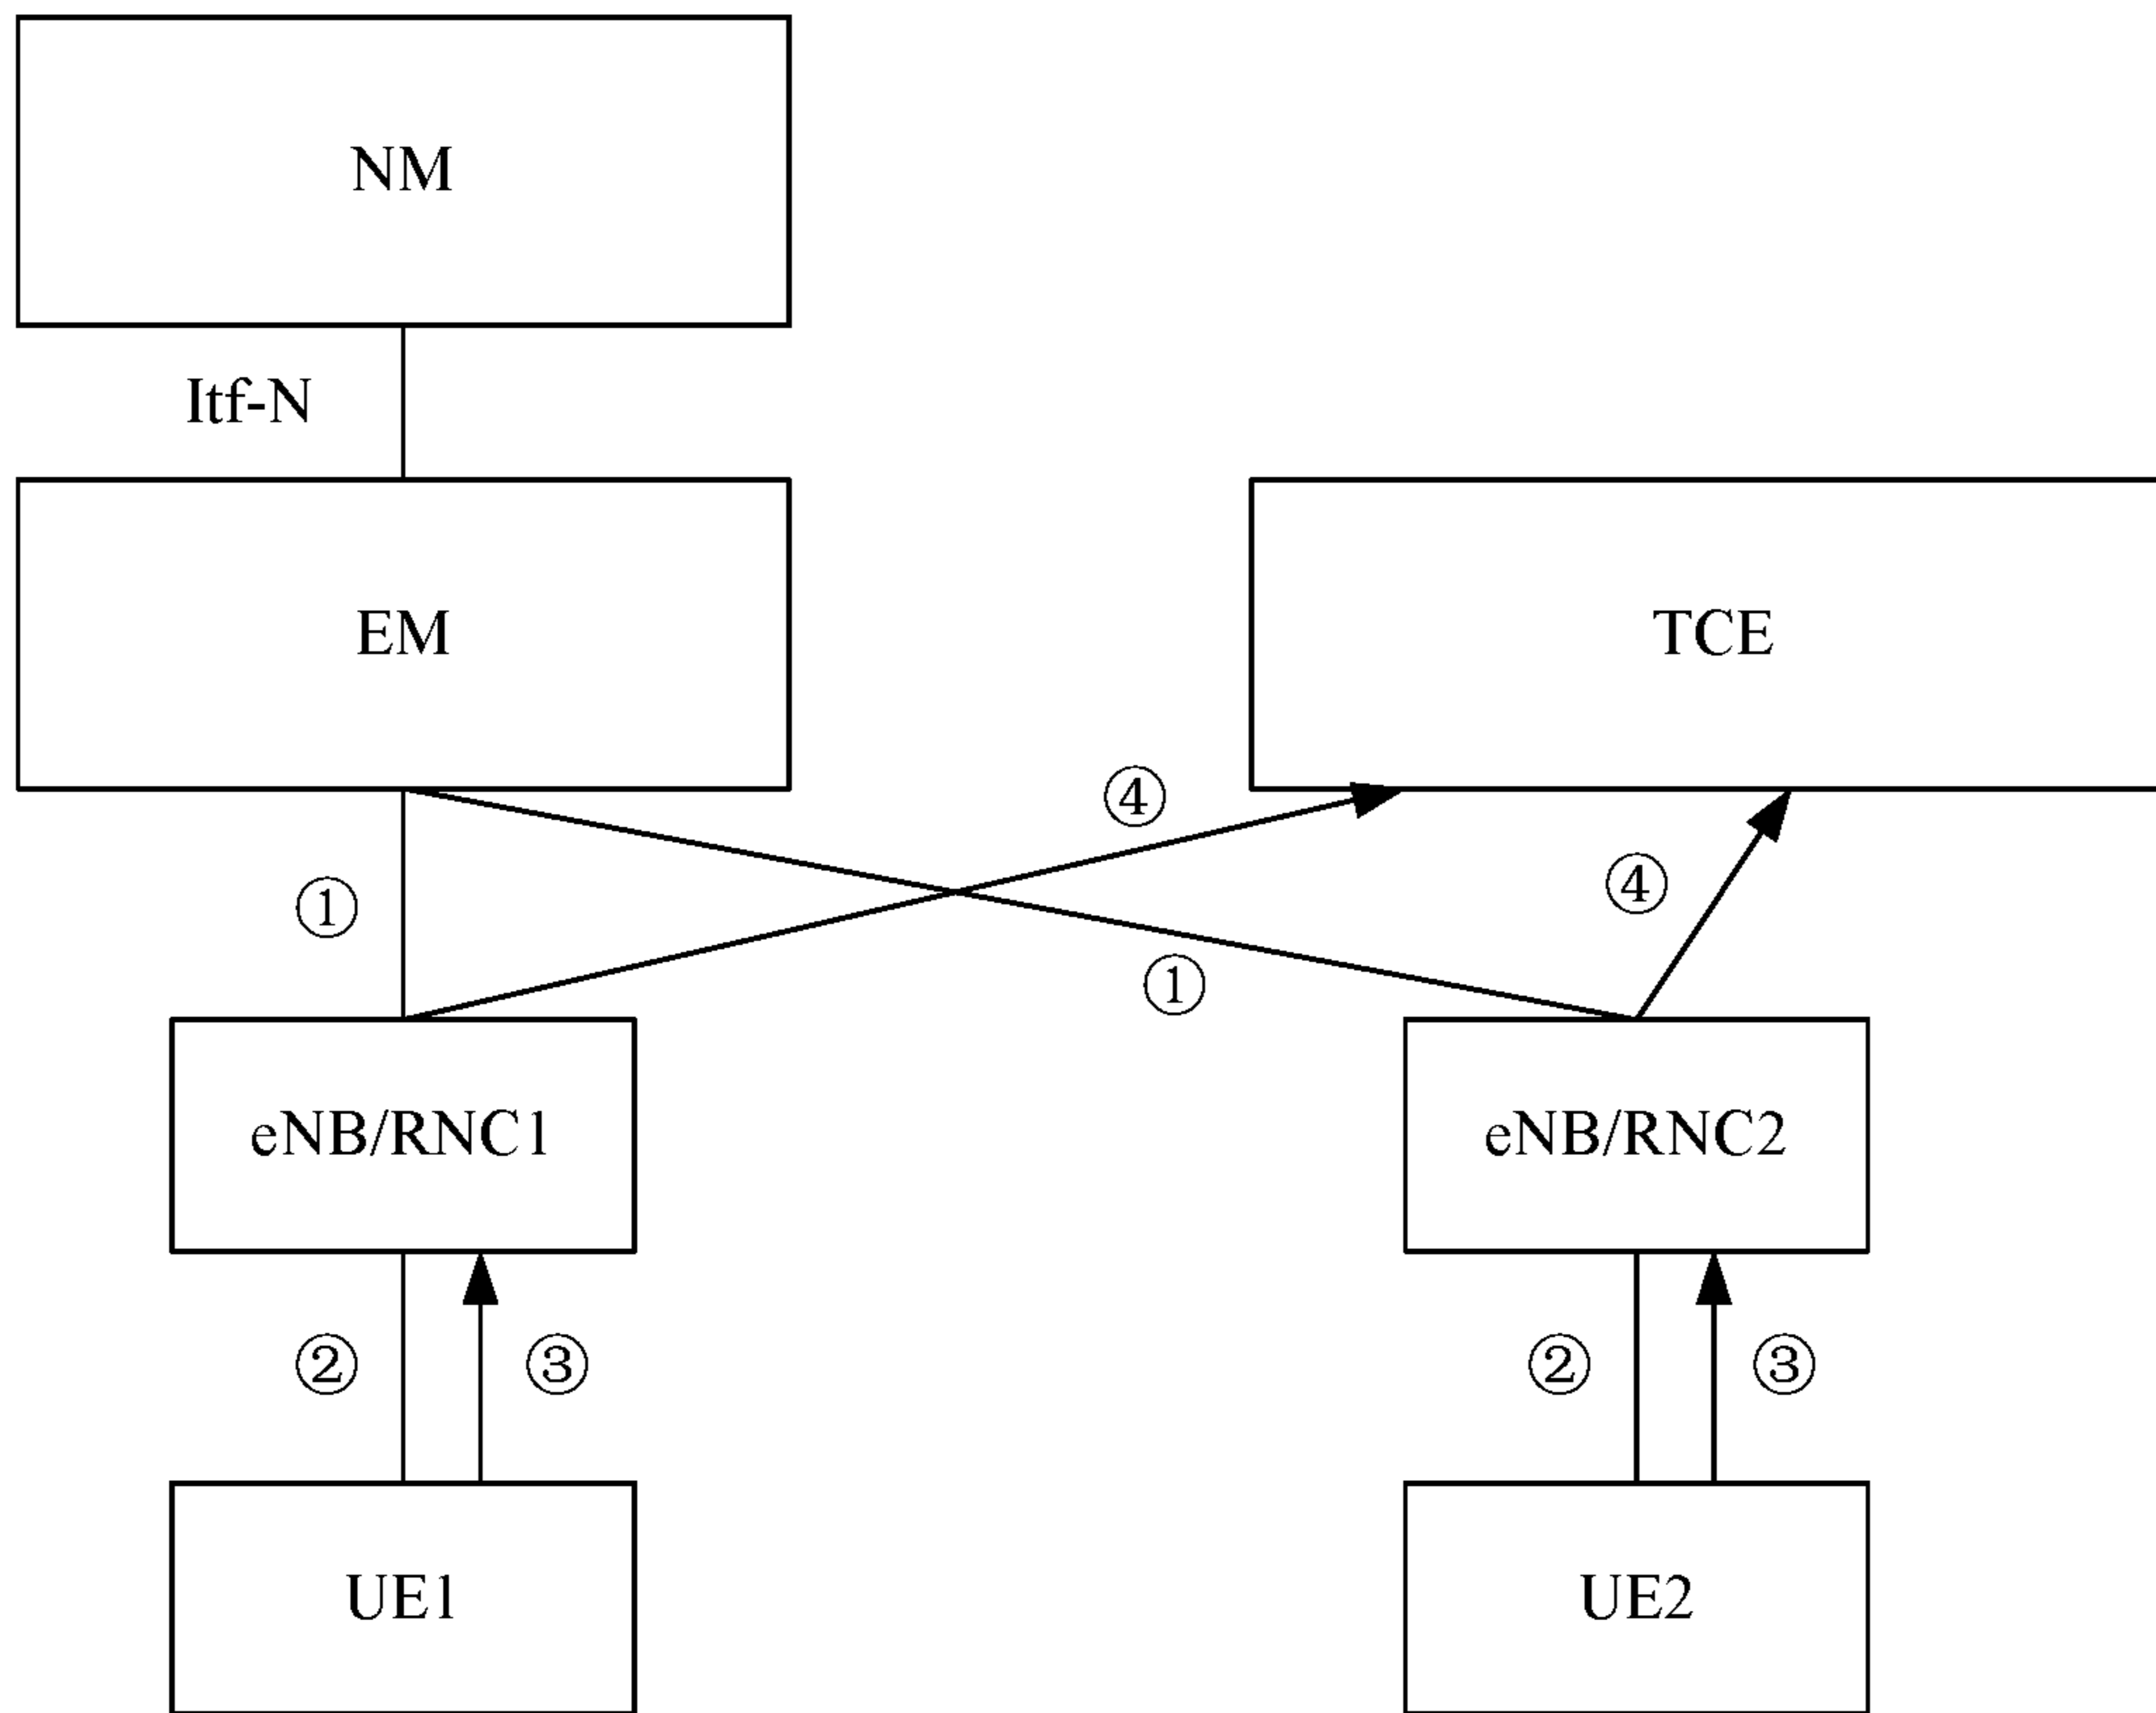 NM
Itf-N
EM
TCE
④
④
①
①
eNB/RNC1
eNB/RNC2
②
③
②
③
UE1
UE2